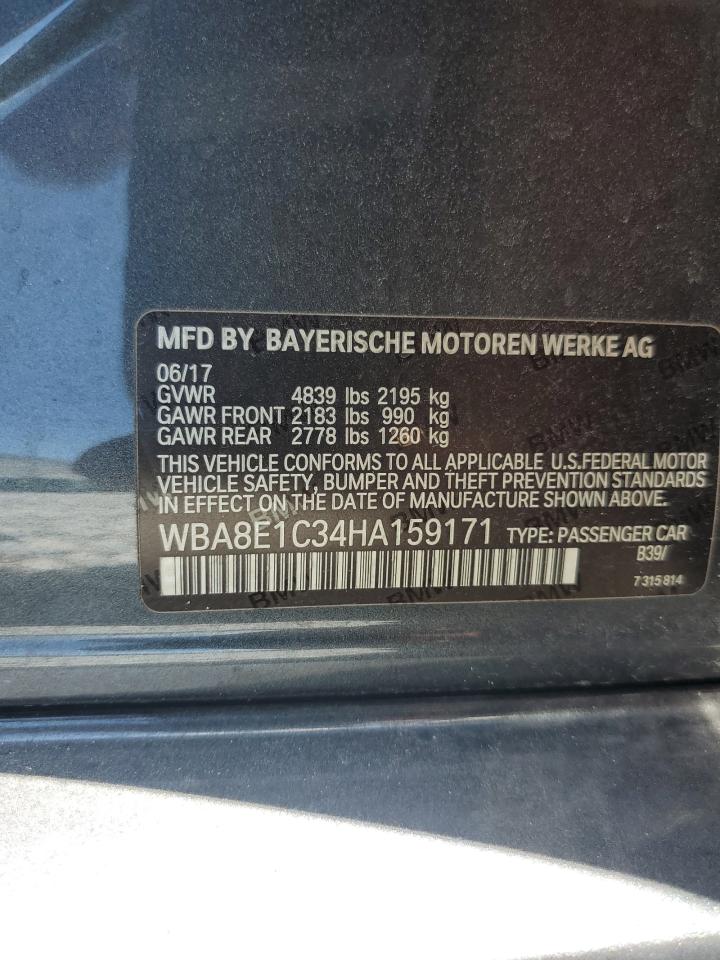 MFD BY BAYERISCHE MOTOREN WERKE AG
06/17
GVWR 4839 lbs 2195 kg
GAWR FRONT 2183 lbs 990 kg
GAWR REAR 2778 lbs 1260 kg
THIS VEHICLE CONFORMS TO ALL APPLICABLE U.S.FEDERAL MOTOR
VEHICLE SAFETY, BUMPER AND THEFT PREVENTION STANDARDS
IN EFFECT ON THE DATE OF MANUFACTURE SHOWN ABOVE.
WBA8E1C34HA159171 TYPE: PASSENGER CAR
B39/
7 315 814